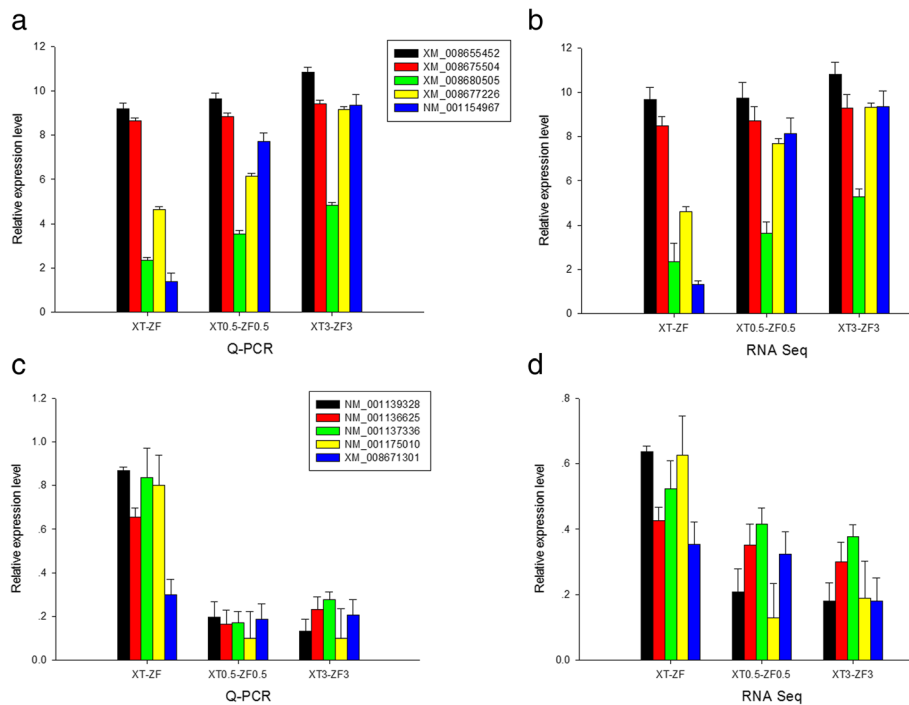 a
12
10
8
6
4
2
0
Relative expression level
XM_008655452
XM_008675504
XM_008680505
XM_008677226
NM_001154967
XT-ZF
XT0.5-ZF0.5
XT3-ZF3
Q-PCR
b
12
10
8
6
4
2
0
Relative expression level
XT-ZF
XT0.5-ZF0.5
XT3-ZF3
RNA Seq
c
1.2
1.0
.8
.6
.4
.2
0.0
Relative expression level
NM_001139328
NM_001136625
NM_001137336
NM_001175010
XM_008671301
XT-ZF
XT0.5-ZF0.5
XT3-ZF3
Q-PCR
d
.8
.6
.4
.2
0.0
Relative expression level
XT-ZF
XT0.5-ZF0.5
XT3-ZF3
RNA Seq